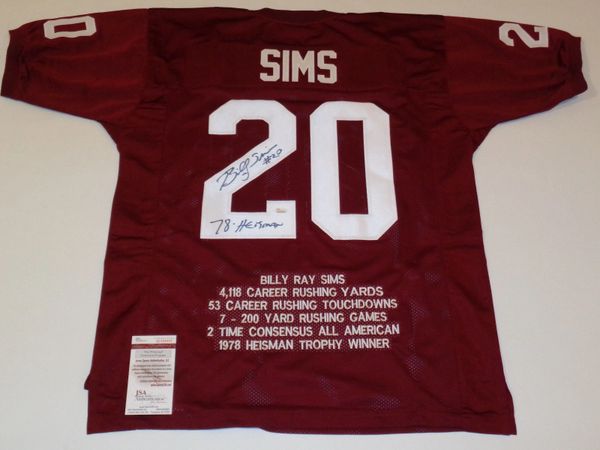 20
20
SIMS
20
Billy Sims
#20
78-HEISMAN
BILLY RAY SIMS
4,118 CAREER RUSHING YARDS
53 CAREER RUSHING TOUCHDOWNS
7 - 200 YARD RUSHING GAMES
2 TIME CONSENSUS ALL AMERICAN
1978 HEISMAN TROPHY WINNER
JSA